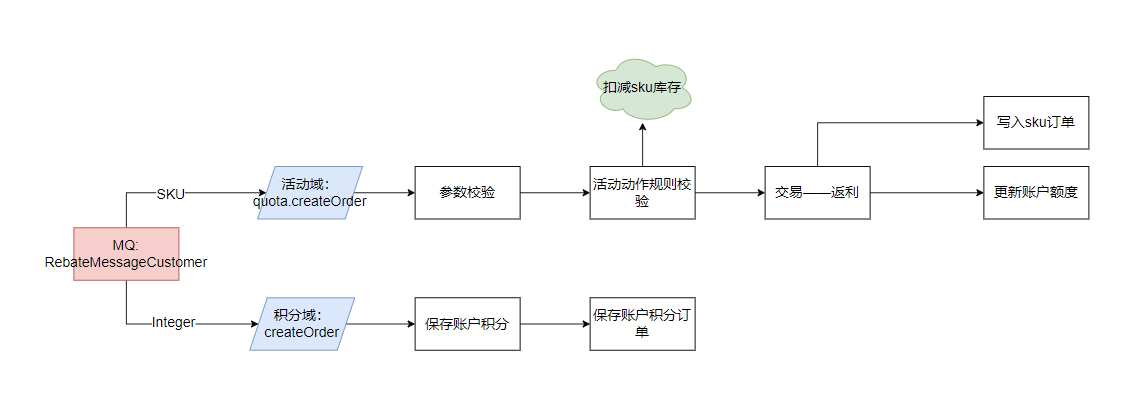 扣减sku库存
写入sku订单
SKU
活动域：
quota.createOrder
参数校验
活动动作规则校
验
交易——返利
更新账户额度
MQ:
RebateMessageCustomer
Integer
积分域：
createOrder
保存账户积分
保存账户积分订
单